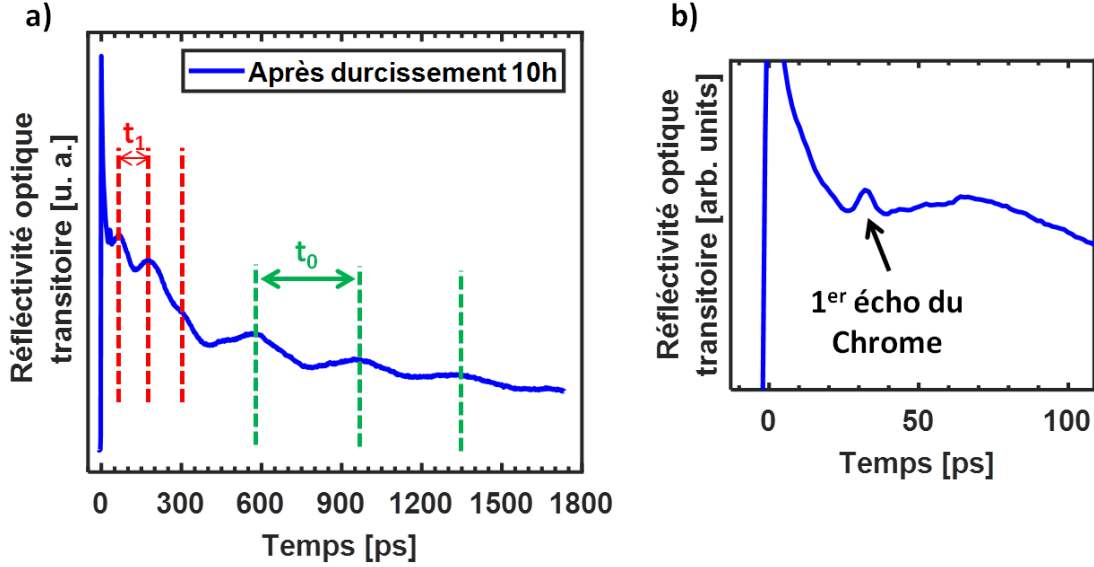 a)
Après durcissement 10h
t1
t0
Réfléctivité optique
transitoire [u. a.]
0 300 600 900 1200 1500 1800
Temps [ps]
b)
Réfléctivité optique
transitoire [arb. units]
1er écho du
Chrome
0 50 100
Temps [ps]